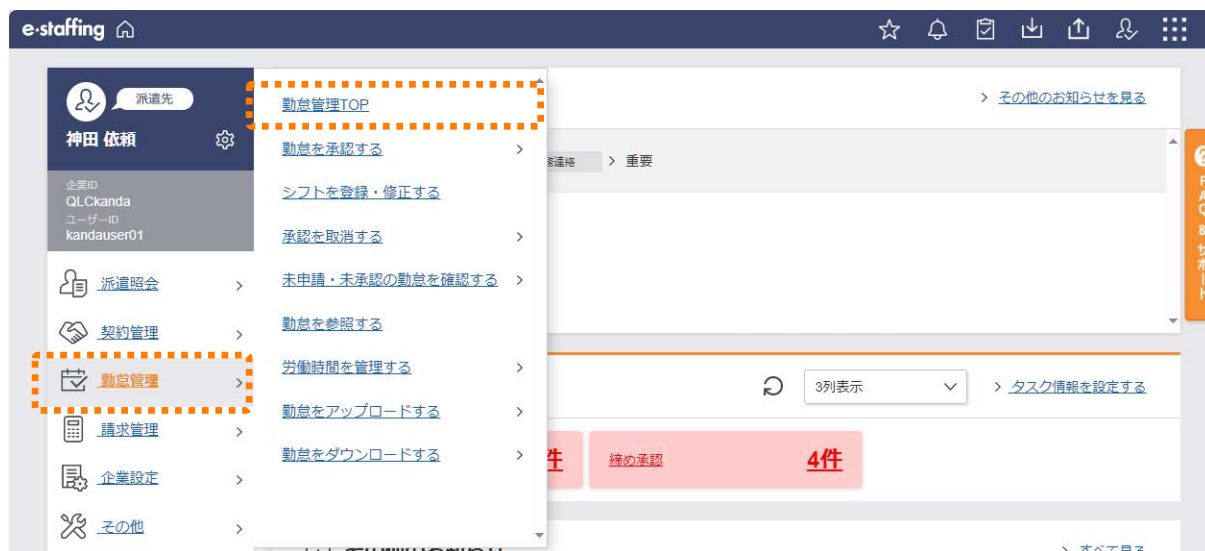 e-staffing
派遣先
神田 依頼
企業ID
QLCkanda
ユーザーID
kandauser01
派遣照会
契約管理
勤怠管理
請求管理
企業設定
その他
勤怠管理TOP
勤怠を承認する
シフトを登録・修正する
承認を取消する
未申請・未承認の勤怠を確認する
勤怠を参照する
労働時間を管理する
勤怠をアップロードする
勤怠をダウンロードする
その他のお知らせを見る
連絡
重要
3列表示
タスク情報を設定する
件
締め承認
4件
すべて見る
FAQ&サポート